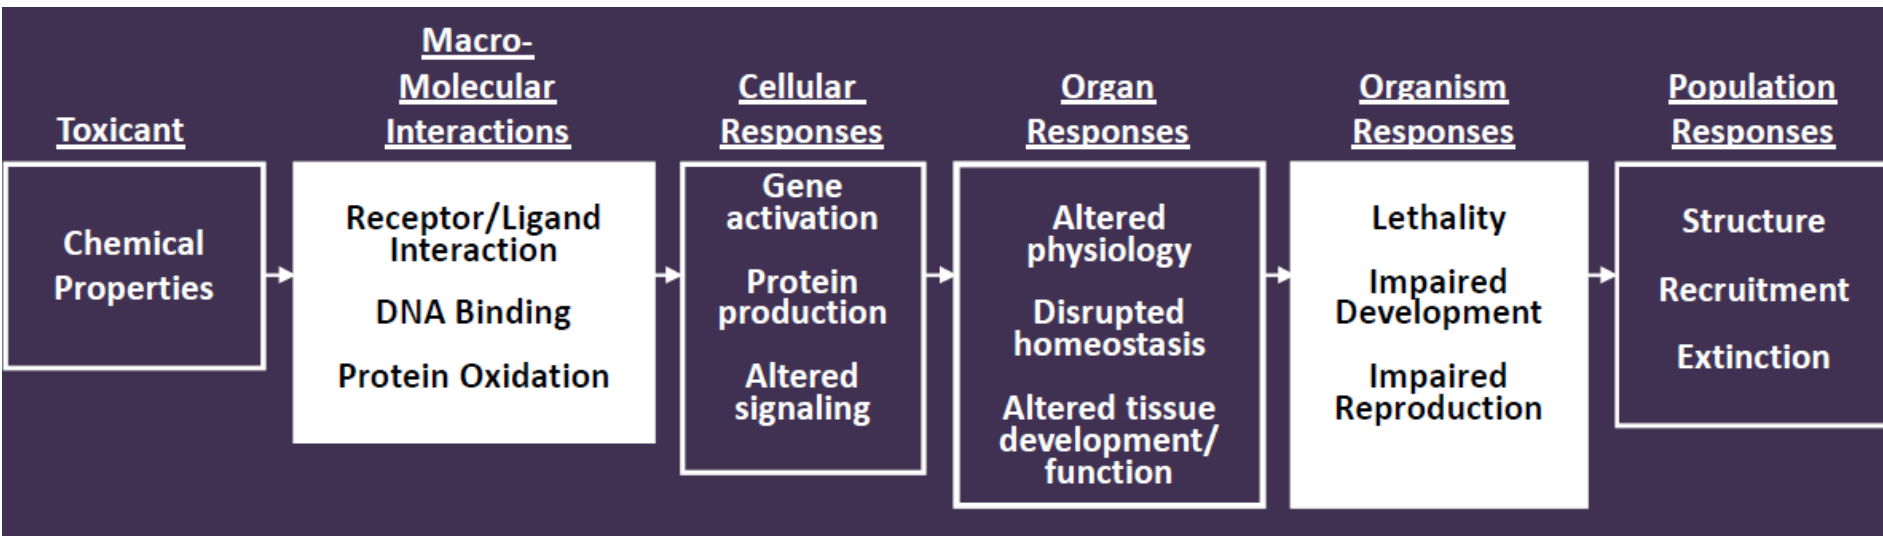 Toxicant
Chemical
Properties
Macro-
Molecular
Interactions
Receptor/Ligand
Interaction
DNA Binding
Protein Oxidation
Cellular
Responses
Gene
activation
Protein
production
Altered
signaling
Organ
Responses
Altered
physiology
Disrupted
homeostasis
Altered tissue
development/
function
Organism
Responses
Lethality
Impaired
Development
Impaired
Reproduction
Population
Responses
Structure
Recruitment
Extinction